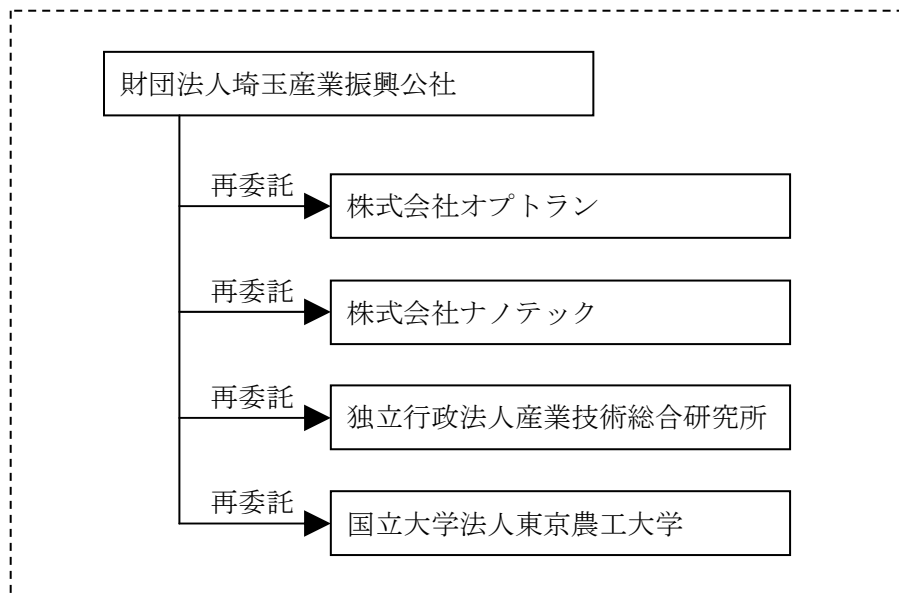 財団法人埼玉産業振興公社
再委託
株式会社オプトラン
再委託
株式会社ナノテック
再委託
独立行政法人産業技術総合研究所
再委託
国立大学法人東京農工大学